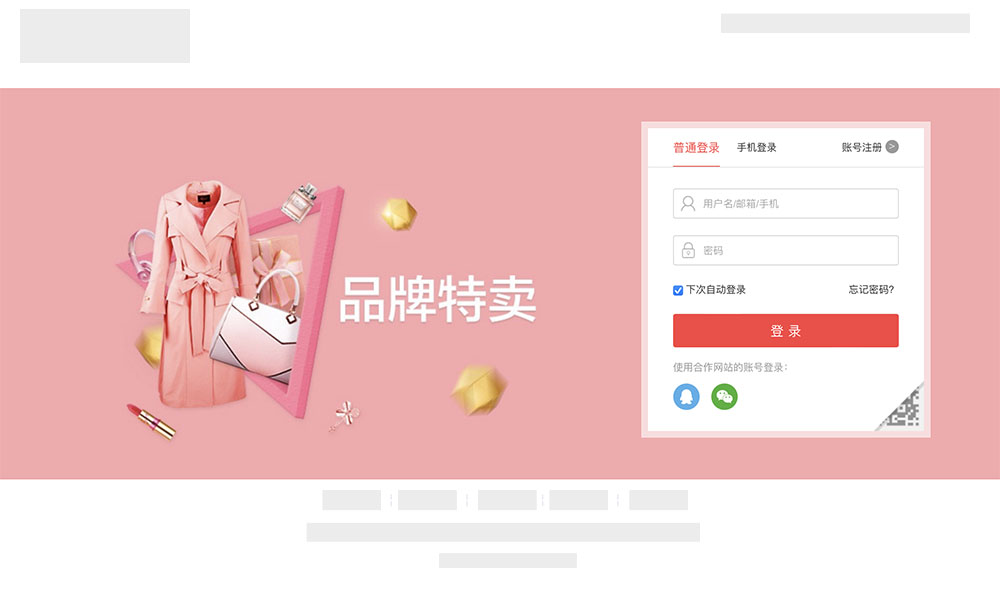 普通登录 手机登录 账号注册 >
用户名/邮箱/手机
密码
下次自动登录 忘记密码?
品牌特卖
登 录
使用合作网站的账号登录：